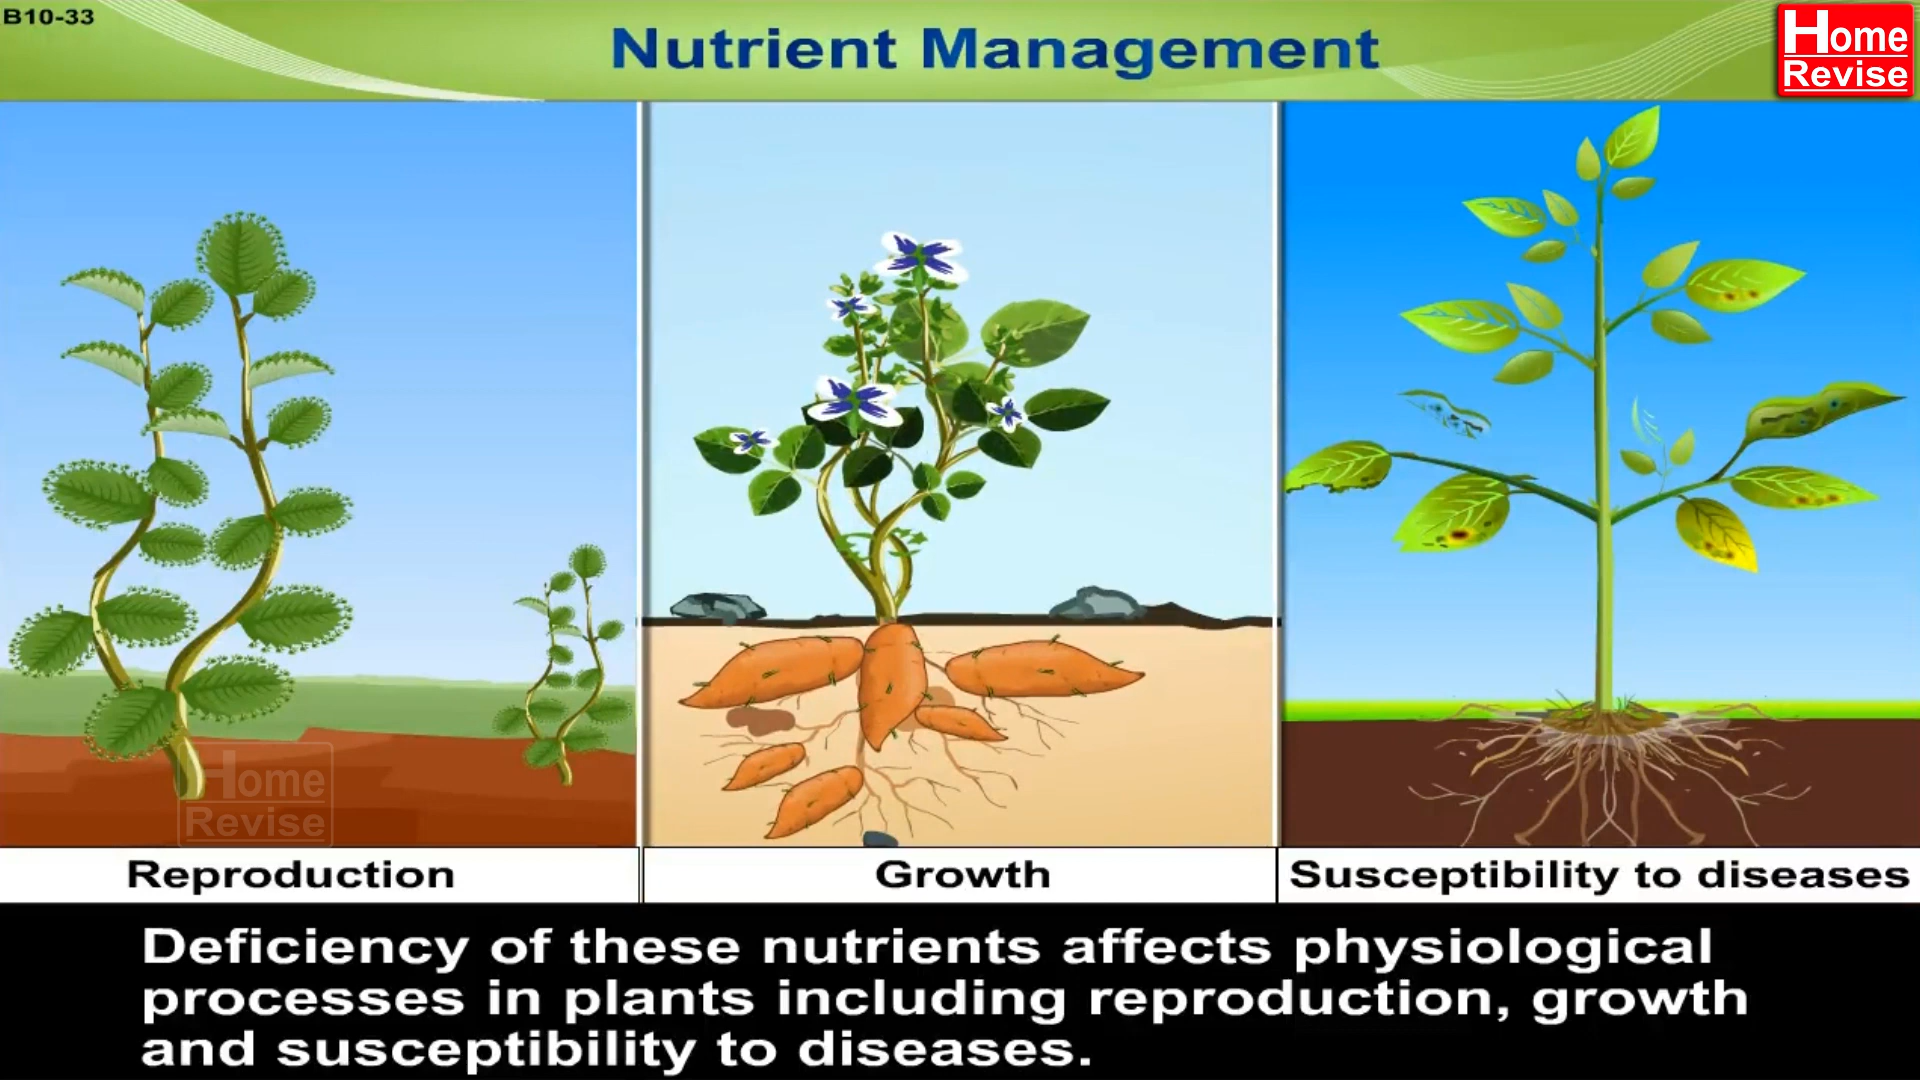 B10-33
Nutrient Management
Home
Revise
Home
Revise
Reproduction
Growth
Susceptibility to diseases
Deficiency of these nutrients affects physiological
processes in plants including reproduction, growth
and susceptibility to diseases.